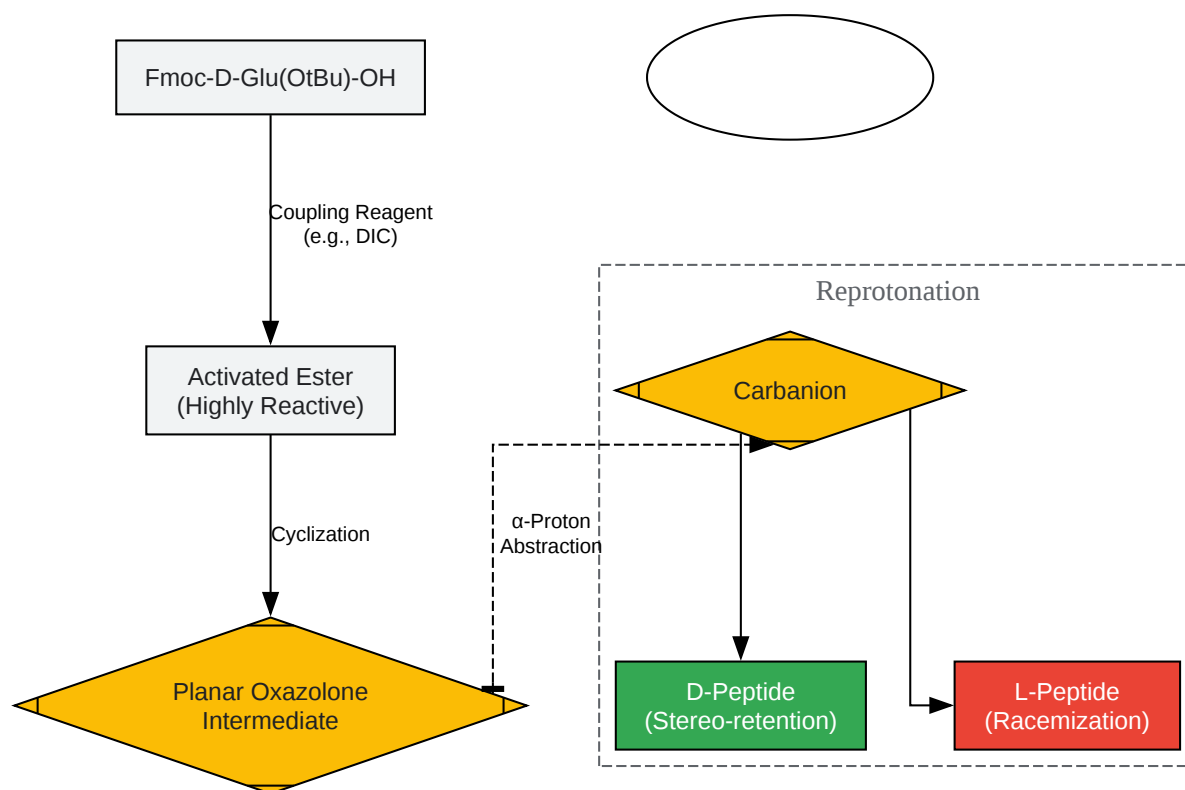 Fmoc-D-Glu(OtBu)-OH
Coupling Reagent
(e.g., DIC)
Activated Ester
(Highly Reactive)
Cyclization
Planar Oxazolone
Intermediate
α-Proton
Abstraction
Reprotonation
Carbanion
D-Peptide
(Stereo-retention)
L-Peptide
(Racemization)